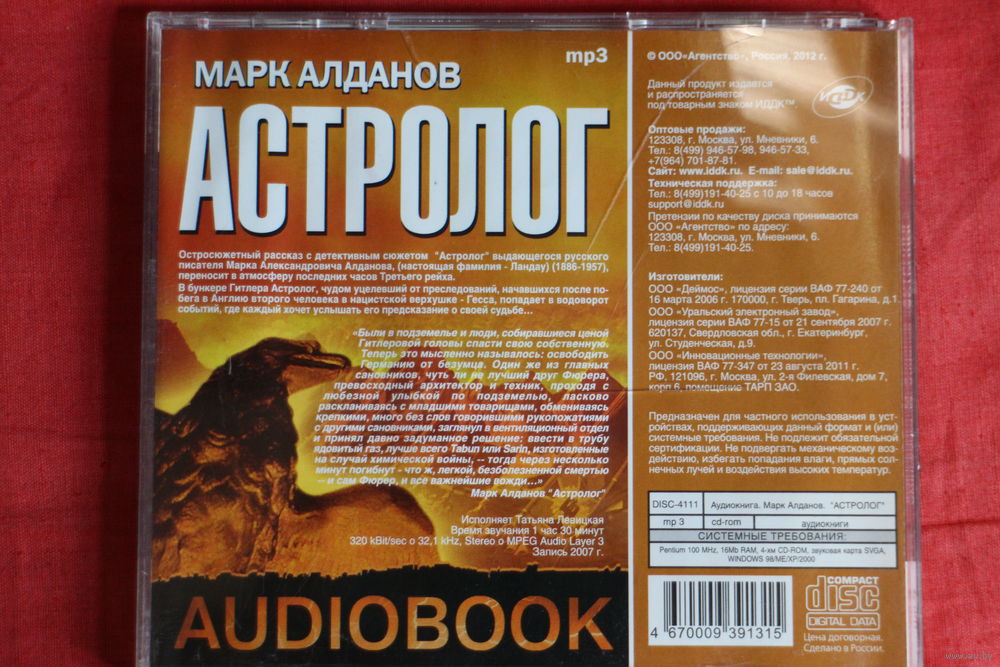 МАРК АЛДАНОВ
mp3
АСТРОЛОГ
Остросюжетный рассказ с детективным сюжетом "Астролог" выдающегося русского
писателя Марка Александровича Алданова, (настоящая фамилия - Ландау) (1886-1957),
переносит в атмосферу последних часов Третьего рейха.
В бункере Гитлера Астролог, чудом уцелевший от преследований, начавшихся после по-
бега в Англию второго человека в нацистской верхушке - Гесса, попадает в водоворот
событий, где каждый хочет услышать его предсказание о своей судьбе...
«Были в подземелье и люди, собиравшиеся ценой
Гитлеровой головы спасти свою собственную.
Теперь это мысленно называлось: освободить
Германию от безумца. Один же из главных
сановников, чуть ли не лучший друг Фюрера,
превосходный архитектор и техник, проходя с
любезной улыбкой по подземелью, ласково
раскланиваясь с младшими товарищами, обмениваясь
крепкими, много без слов говорившими рукопожатиями
с другими сановниками, заглянул в вентиляционный отдел
и принял давно задуманное решение: ввести в трубу
ядовитый газ, лучше всего Tabun или Sarin, изготовленные
на случай химической войны, -- тогда через несколько
минут погибнут - что ж, легкой, безболезненной смертью
-- и сам Фюрер, и все важнейшие вожди...»
Марк Алданов "Астролог"
Исполняет Татьяна Левицкая
Время звучания 1 час 30 минут
320 kBit/sec о 32,1 kHz, Stereo о MPEG Audio Layer 3
Запись 2007 г.
AUDIOBOOK
© ООО«Агентство», Россия. 2012 г.
Данный продукт издается
и распространяется
под товарным знаком ИДДК™
ИДДК
Оптовые продажи:
123308, г. Москва, ул. Мневники, 6.
Тел.: 8(499) 946-57-98, 946-57-33,
+7(964) 701-87-81.
Сайт: www.iddk.ru. E-mail: sale@iddk.ru.
Техническая поддержка:
Тел.: 8(499)191-40-25 с 10 до 18 часов
support@iddk.ru
Претензии по качеству диска принимаются
ООО «Агентство» по адресу:
123308, г. Москва, ул. Мневники, 6.
Тел.: 8(499)191-40-25.
Изготовители:
ООО «Деймос», лицензия серии ВАФ 77-240 от
16 марта 2006 г. 170000, г. Тверь, пл. Гагарина, д.1.
ООО «Уральский электронный завод»,
лицензия серии ВАФ 77-15 от 21 сентября 2007 г.
620137, Свердловская обл., г. Екатеринбург,
ул. Студенческая, д.9.
ООО «Инновационные технологии»,
лицензия ВАФ 77-347 от 23 августа 2011 г.
РФ, 121096, г. Москва, ул. 2-я Филевская, дом 7,
корп 6, помещение ТАРП ЗАО.
Предназначен для частного использования в уст-
ройствах, поддерживающих данный формат и (или)
системные требования. Не подлежит обязательной
сертификации. Не подвергать механическому воз-
действию, избегать попадания влаги, прямых сол-
нечных лучей и воздействия высоких температур.
DISC-4111 Аудиокнига. Марк Алданов. "АСТРОЛОГ"
mp 3 cd-rom аудиокниги
СИСТЕМНЫЕ ТРЕБОВАНИЯ:
Pentium 100 MHz, 16Mb RAM, 4-хм CD-ROM, звуковая карта SVGA,
WINDOWS 98/ME/XP/2000
4 670009 391315
COMPACT
disc
DIGITAL DATA
Цена договорная.
Сделано в России.
www.au.by